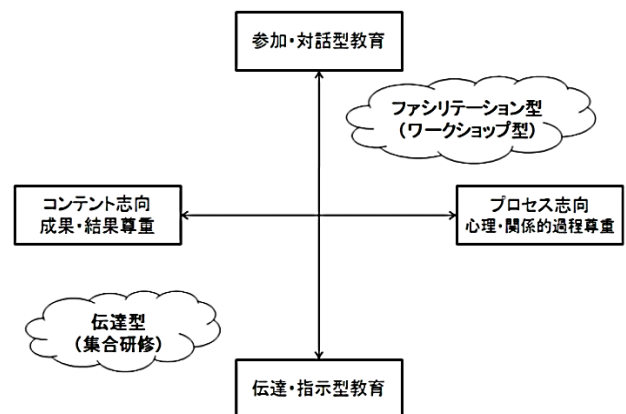 参加・対話型教育
ファシリテーション型
（ワークショップ型）
コンテント志向
成果・結果尊重
プロセス志向
心理・関係的過程尊重
伝達型
（集合研修）
伝達・指示型教育